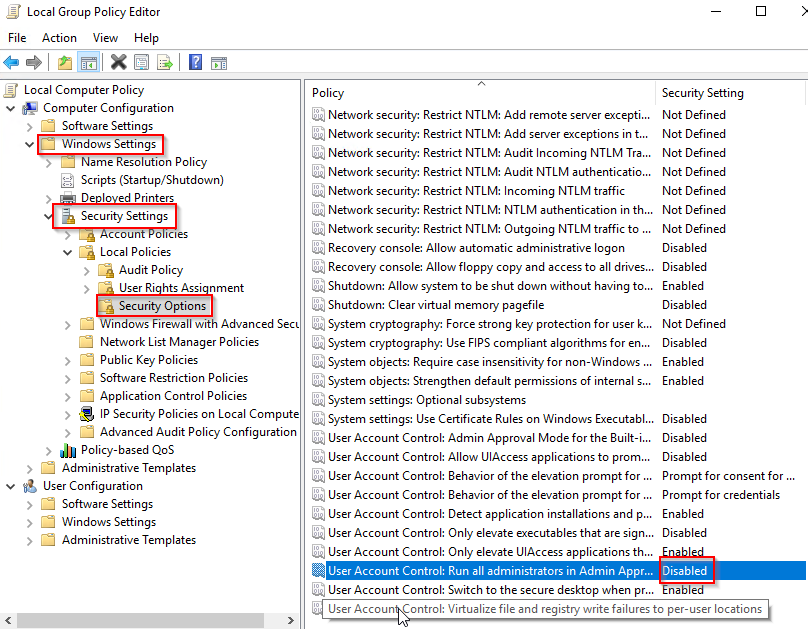 Local Group Policy Editor
File Action View Help
Local Computer Policy
Computer Configuration
Software Settings
Windows Settings
Name Resolution Policy
Scripts (Startup/Shutdown)
Deployed Printers
Security Settings
Account Policies
Local Policies
Audit Policy
User Rights Assignment
Security Options
Windows Firewall with Advanced Secu
Network List Manager Policies
Public Key Policies
Software Restriction Policies
Application Control Policies
IP Security Policies on Local Compute
Advanced Audit Policy Configuration
Policy-based QoS
Administrative Templates
User Configuration
Software Settings
Windows Settings
Administrative Templates
Policy Security Setting
Network security: Restrict NTLM: Add remote server excepti... Not Defined
Network security: Restrict NTLM: Add server exceptions in t... Not Defined
Network security: Restrict NTLM: Audit Incoming NTLM Tra... Not Defined
Network security: Restrict NTLM: Audit NTLM authenticatio... Not Defined
Network security: Restrict NTLM: Incoming NTLM traffic Not Defined
Network security: Restrict NTLM: NTLM authentication in th... Not Defined
Network security: Restrict NTLM: Outgoing NTLM traffic to ... Not Defined
Recovery console: Allow automatic administrative logon Disabled
Recovery console: Allow floppy copy and access to all drives... Disabled
Shutdown: Allow system to be shut down without having to... Enabled
Shutdown: Clear virtual memory pagefile Disabled
System cryptography: Force strong key protection for user k... Not Defined
System cryptography: Use FIPS compliant algorithms for en... Disabled
System objects: Require case insensitivity for non-Windows ... Enabled
System objects: Strengthen default permissions of internal s... Enabled
System settings: Optional subsystems
System settings: Use Certificate Rules on Windows Executabl... Disabled
User Account Control: Admin Approval Mode for the Built-i... Disabled
User Account Control: Allow UIAccess applications to prom... Disabled
User Account Control: Behavior of the elevation prompt for ... Prompt for consent for ...
User Account Control: Behavior of the elevation prompt for ... Prompt for credentials
User Account Control: Detect application installations and p... Enabled
User Account Control: Only elevate executables that are sign... Disabled
User Account Control: Only elevate UIAccess applications th... Enabled
User Account Control: Run all administrators in Admin Appr... Disabled
User Account Control: Switch to the secure desktop when pr... Enabled
User Account Control: Virtualize file and registry write failures to per-user locations